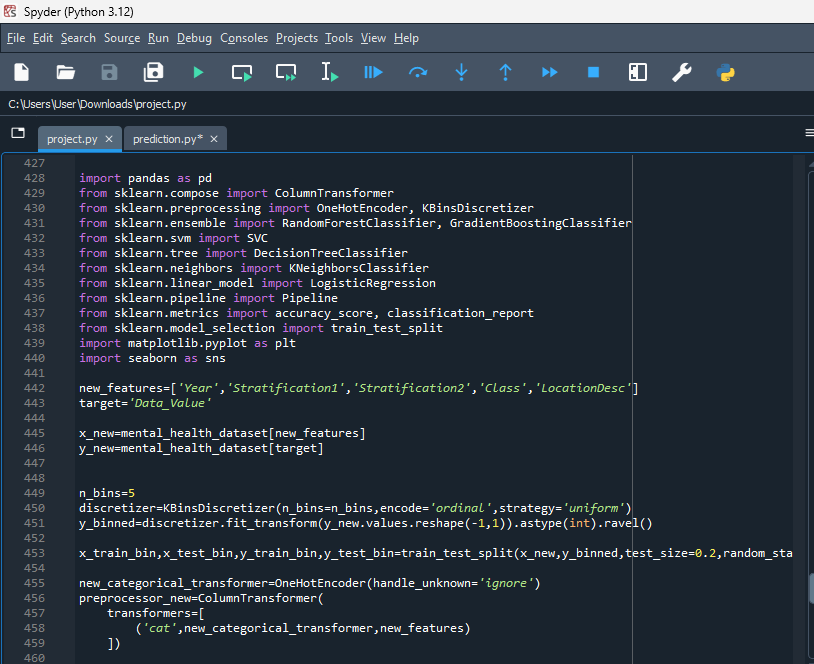 Spyder (Python 3.12)
File Edit Search Source Run Debug Consoles Projects Tools View Help
C:\Users\User\Downloads\project.py
project.py × prediction.py* ×
427
428 import pandas as pd
429 from sklearn.compose import ColumnTransformer
430 from sklearn.preprocessing import OneHotEncoder, KBinsDiscretizer
431 from sklearn.ensemble import RandomForestClassifier, GradientBoostingClassifier
432 from sklearn.svm import SVC
433 from sklearn.tree import DecisionTreeClassifier
434 from sklearn.neighbors import KNeighborsClassifier
435 from sklearn.linear_model import LogisticRegression
436 from sklearn.pipeline import Pipeline
437 from sklearn.metrics import accuracy_score, classification_report
438 from sklearn.model_selection import train_test_split
439 import matplotlib.pyplot as plt
440 import seaborn as sns
441
442 new_features=['Year','Stratification1','Stratification2','Class','LocationDesc']
443 target='Data_Value'
444
445 x_new=mental_health_dataset[new_features]
446 y_new=mental_health_dataset[target]
447
448
449 n_bins=5
450 discretizer=KBinsDiscretizer(n_bins=n_bins,encode='ordinal',strategy='uniform')
451 y_binned=discretizer.fit_transform(y_new.values.reshape(-1,1)).astype(int).ravel()
452
453 x_train_bin,x_test_bin,y_train_bin,y_test_bin=train_test_split(x_new,y_binned,test_size=0.2,random_sta
454
455 new_categorical_transformer=OneHotEncoder(handle_unknown='ignore')
456 preprocessor_new=ColumnTransformer(
457     transformers=[
458         ('cat',new_categorical_transformer,new_features)
459     ])
460